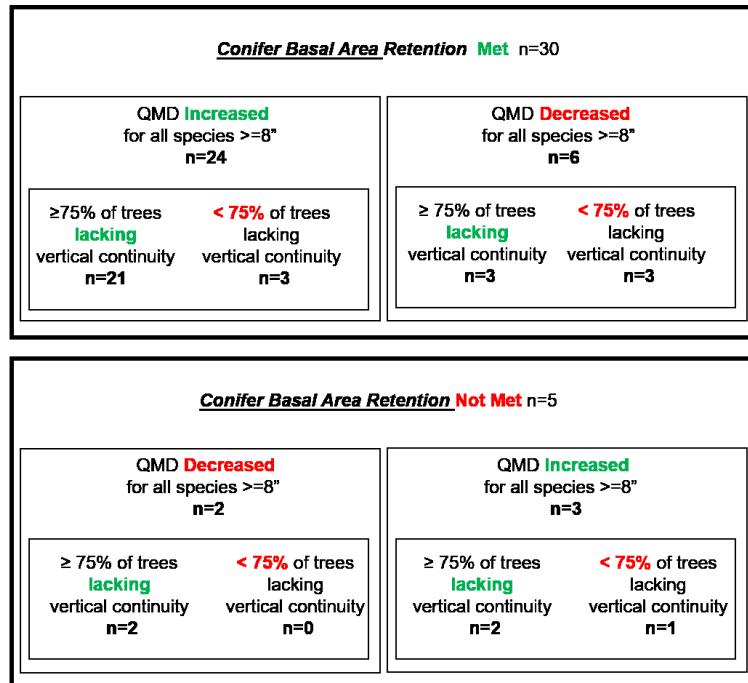 Conifer Basal Area Retention Met n=30
QMD Increased
for all species >=8”
n=24
≥75% of trees
lacking
vertical continuity
n=21
< 75% of trees
lacking
vertical continuity
n=3
QMD Decreased
for all species >=8”
n=6
≥ 75% of trees
lacking
vertical continuity
n=3
< 75% of trees
lacking
vertical continuity
n=3
Conifer Basal Area Retention Not Met n=5
QMD Decreased
for all species >=8”
n=2
≥ 75% of trees
lacking
vertical continuity
n=2
< 75% of trees
lacking
vertical continuity
n=0
QMD Increased
for all species >=8”
n=3
≥ 75% of trees
lacking
vertical continuity
n=2
< 75% of trees
lacking
vertical continuity
n=1